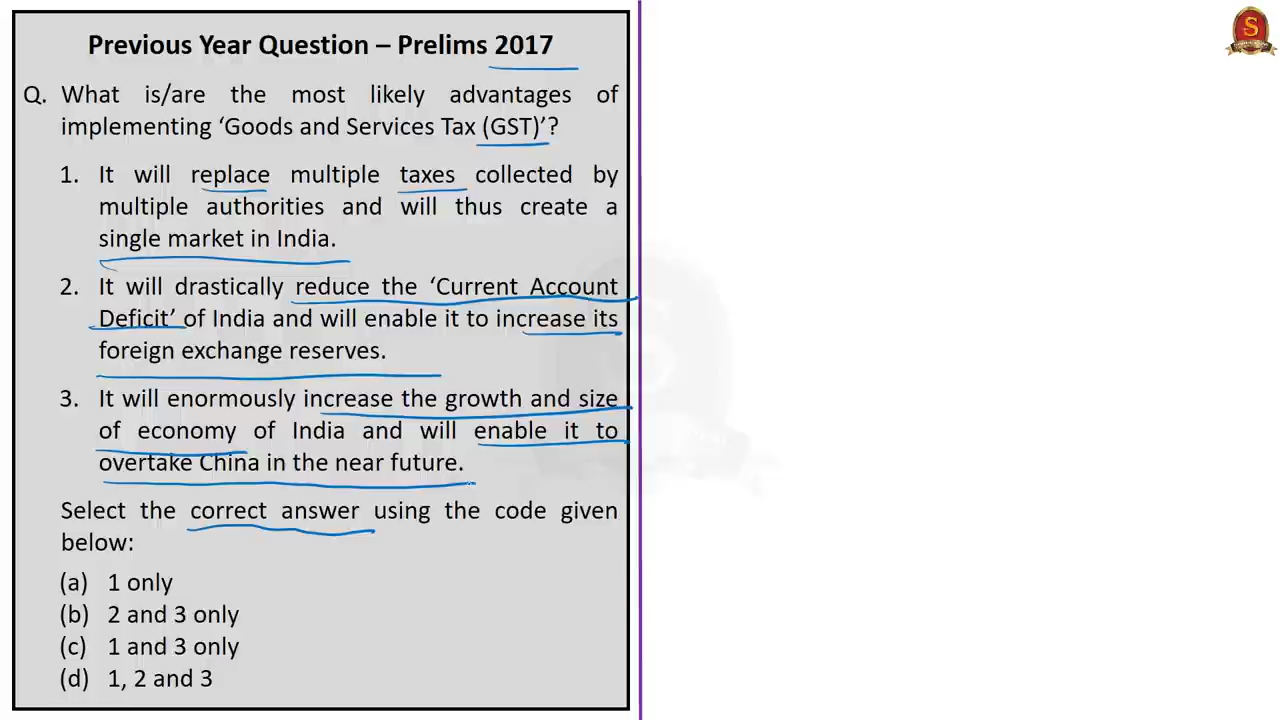 Previous Year Question – Prelims 2017
Q. What is/are the most likely advantages of
implementing ‘Goods and Services Tax (GST)’?
1. It will replace multiple taxes collected by
multiple authorities and will thus create a
single market in India.
2. It will drastically reduce the ‘Current Account
Deficit’ of India and will enable it to increase its
foreign exchange reserves.
3. It will enormously increase the growth and size
of economy of India and will enable it to
overtake China in the near future.
Select the correct answer using the code given
below:
(a) 1 only
(b) 2 and 3 only
(c) 1 and 3 only
(d) 1, 2 and 3
S